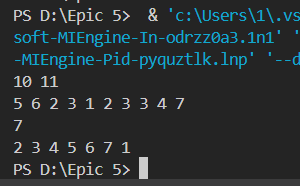 PS D:\Epic 5>  & 'c:\Users\1\.vs
soft-MIEngine-In-odrzz0a3.1n1' '
-MIEngine-Pid-pyquztlk.lnp' '--d
10 11
5 6 2 3 1 2 3 3 4 7
7
2 3 4 5 6 7 1
PS D:\Epic 5>